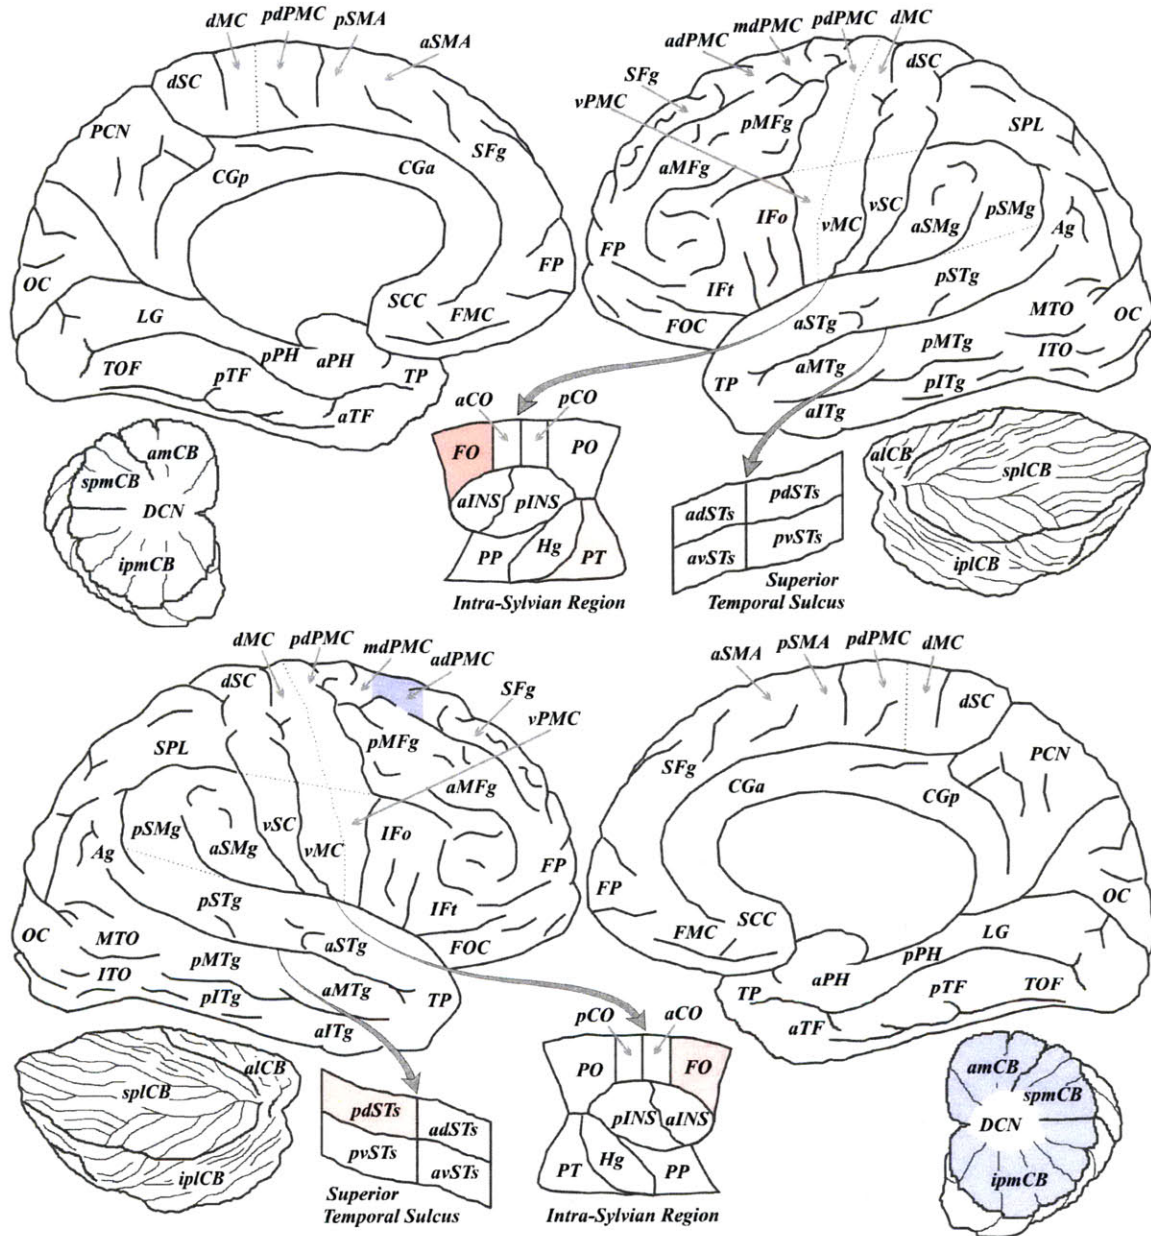 dMC pdPMC pSMA aSMA
dSC
PCN
CGp CGa SFg
OC FP
SCC FMC
LG
TOF pPH aPH TP
pTF aTF
dMC pdPMC mdPMC adPMC
SFg dSC
vPMC
pMFg SPL
aMFg
IFo vMC vSC aSMg pSMg Ag
FP
IFt pSTg
FOC aSTg MTO OC
pMTg ITO
TP aMTg pITg
aITg
amCB
spmCB
DCN
ipmCB
aCO pCO
FO PO
aINS pINS
PP Hg PT
Intra-Sylvian Region
adSTs pdSTs
avSTs pvSTs
Superior
Temporal Sulcus
alCB splCB
iplCB
dMC pdPMC mdPMC
adPMC
dSC SFg
vPMC
SPL pMFg
aMFg
pSMg aSMg vSC vMC IFo
Ag FP
pSTg IFt
OC MTO aSTg FOC
ITO pMTg
pITg aMTg TP
aITg
aSMA pSMA pdPMC dMC
dSC
SFg PCN
CGa CGp
FP OC
FMC SCC LG
pPH
TP aPH pTF TOF
aTF
splCB alCB
iplCB
pdSTs adSTs
pvSTs avSTs
Superior
Temporal Sulcus
pCO aCO
PO FO
pINS aINS
PT Hg PP
Intra-Sylvian Region
amCB
spmCB
DCN
ipmCB